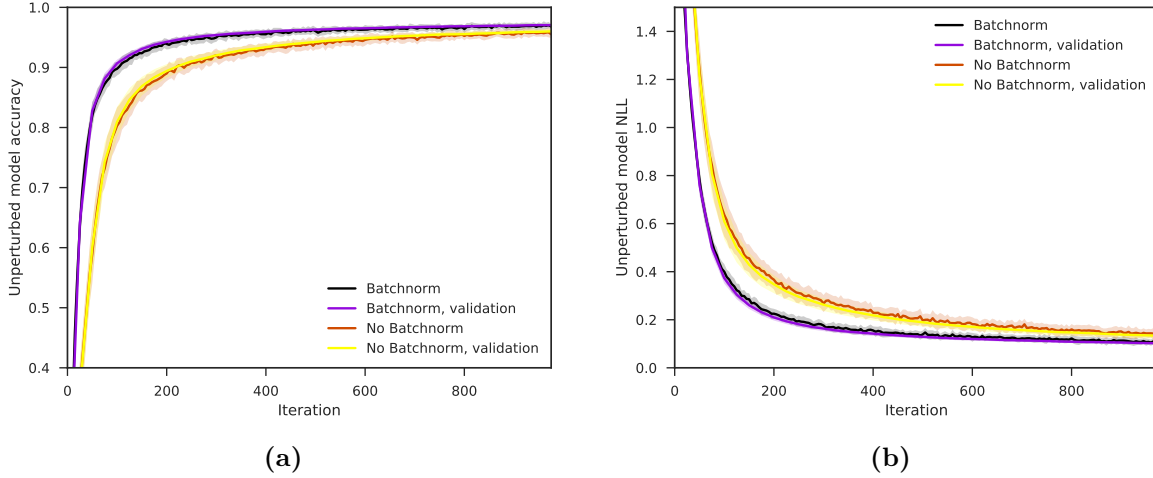 1.0
0.9
0.8
0.7
0.6
0.5
0.4
Unperturbed model accuracy
Batchnorm
Batchnorm, validation
No Batchnorm
No Batchnorm, validation
0
200
400
600
800
Iteration
(a)
1.4
1.2
1.0
0.8
0.6
0.4
0.2
0.0
Unperturbed model NLL
Batchnorm
Batchnorm, validation
No Batchnorm
No Batchnorm, validation
0
200
400
600
800
Iteration
(b)